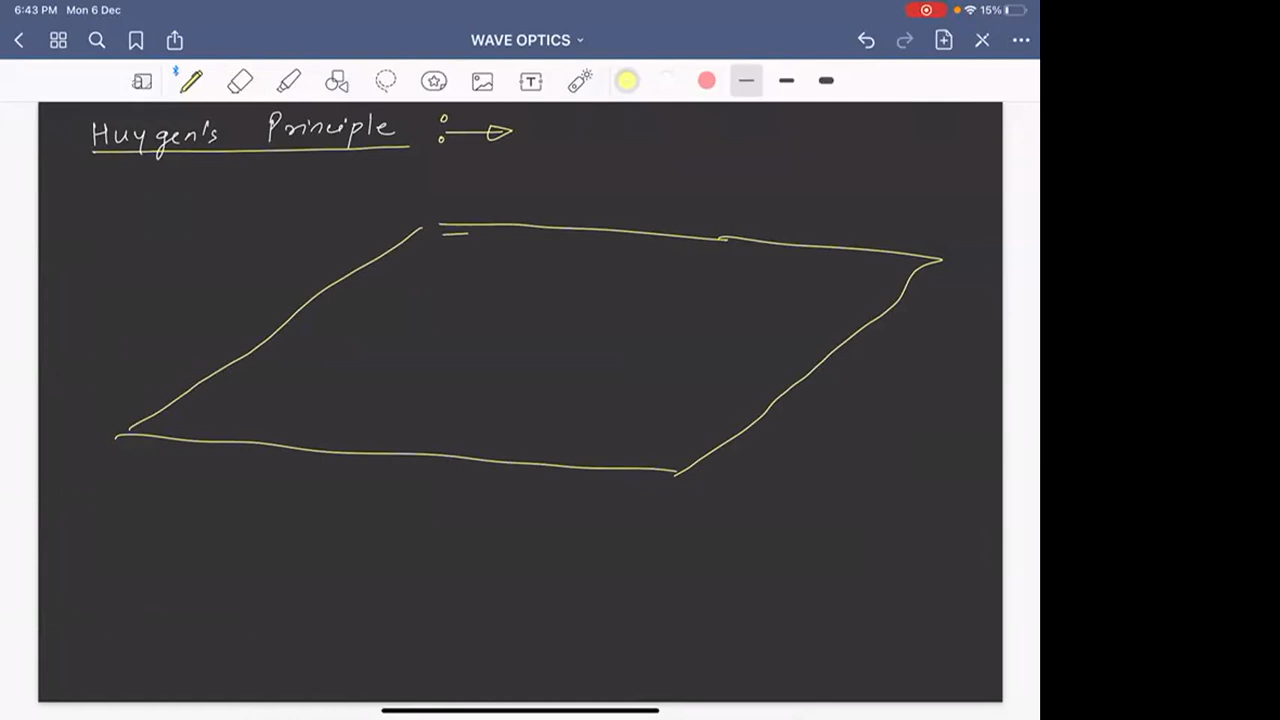 6:43 PM Mon 6 Dec
15%
WAVE OPTICS
T
Huygen's Principle